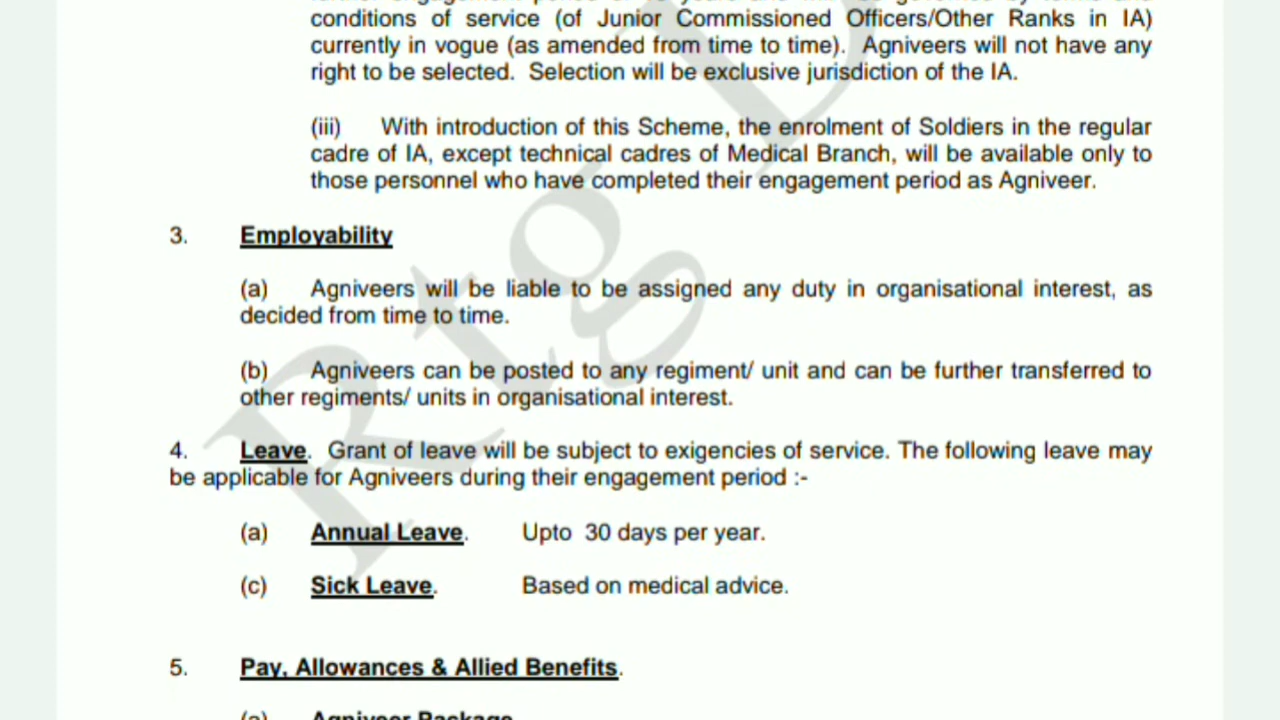 conditions of service (of Junior Commissioned Officers/Other Ranks in IA)
currently in vogue (as amended from time to time). Agniveers will not have any
right to be selected. Selection will be exclusive jurisdiction of the IA.
(iii) With introduction of this Scheme, the enrolment of Soldiers in the regular
cadre of IA, except technical cadres of Medical Branch, will be available only to
those personnel who have completed their engagement period as Agniveer.
3. Employability
(a) Agniveers will be liable to be assigned any duty in organisational interest, as
decided from time to time.
(b) Agniveers can be posted to any regiment/ unit and can be further transferred to
other regiments/ units in organisational interest.
4. Leave. Grant of leave will be subject to exigencies of service. The following leave may
be applicable for Agniveers during their engagement period :-
(a) Annual Leave. Upto 30 days per year.
(c) Sick Leave. Based on medical advice.
5. Pay, Allowances & Allied Benefits.
(a) Agniveer Package
Rtg D